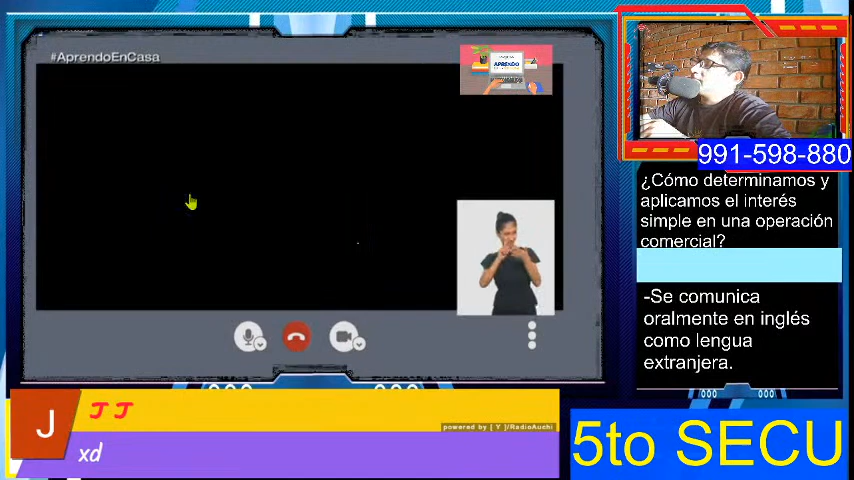 #AprendoEnCasa
APRENDO
991-598-880
¿Cómo determinamos y
aplicamos el interés
simple en una operación
comercial?
-Se comunica
oralmente en inglés
como lengua
extranjera.
J
J J
powered by [ Y ]/RadioAuchi
xd
5to SECU